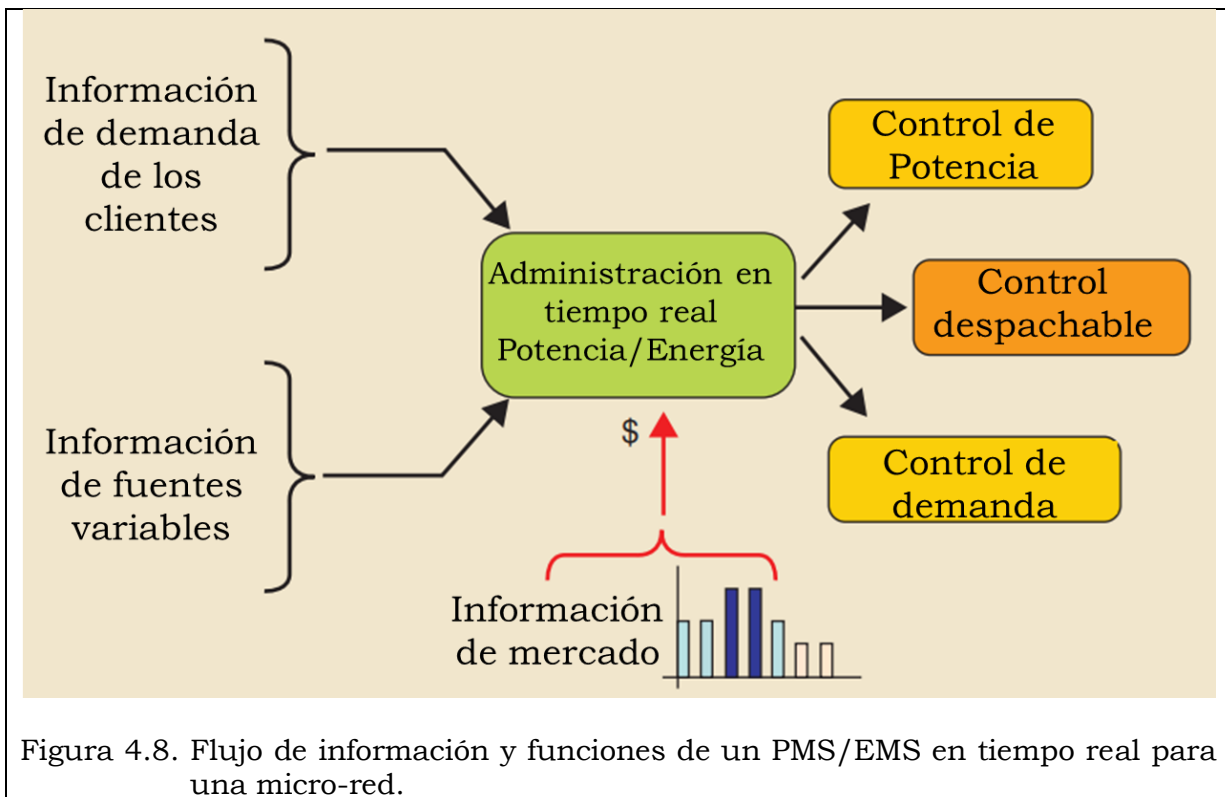 Información
de demanda
de los
clientes
Control de
Potencia
Administración en
tiempo real
Potencia/Energía
Control
despachable
Información
de fuentes
variables
$
Control de
demanda
Información
de mercado
Figura 4.8. Flujo de información y funciones de un PMS/EMS en tiempo real para
una micro-red.